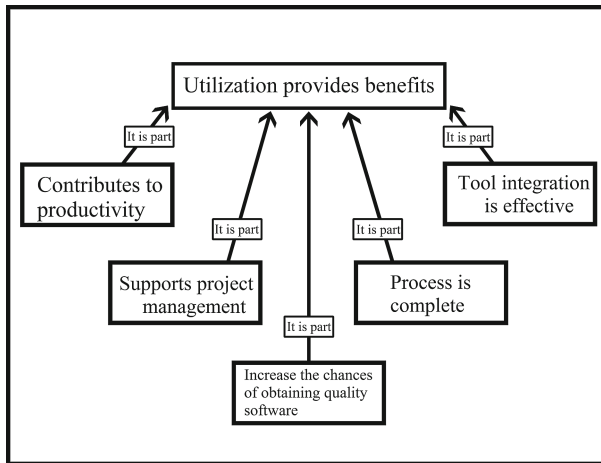 Utilization provides benefits
It is part
It is part
Contributes to
productivity
Tool integration
is effective
It is part
It is part
Supports project
management
Process is
complete
It is part
Increase the chances
of obtaining quality
software